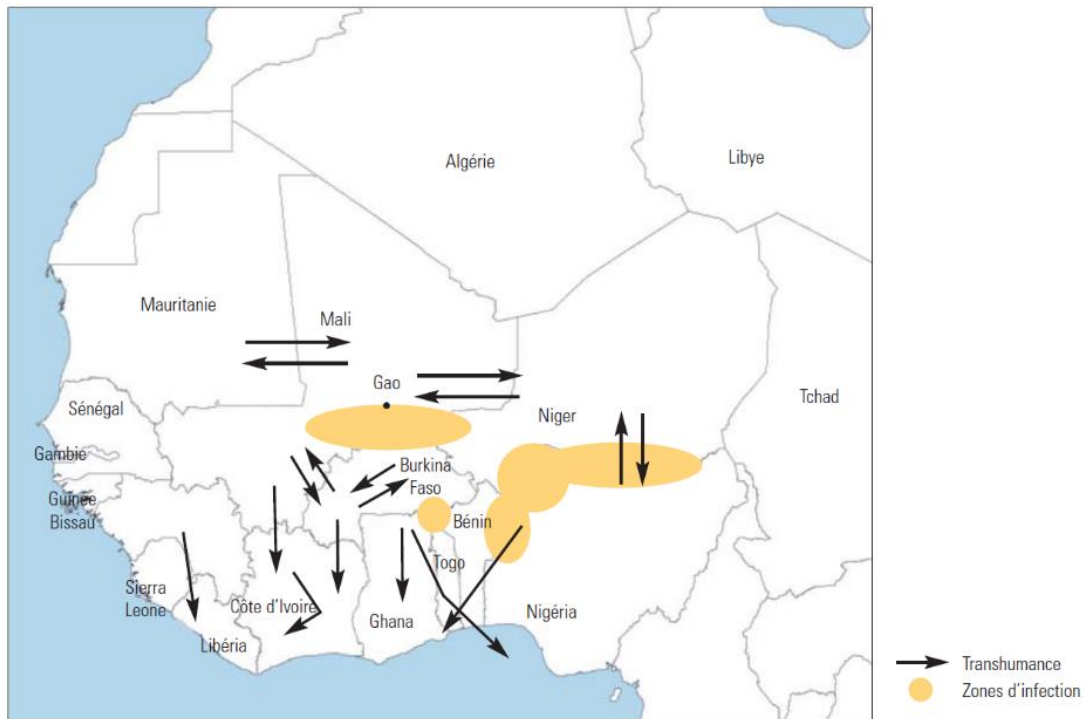 Algérie
Libye
Mauritanie
Mali
Gao
Tchad
Sénégal
Niger
Gambie
Burkina
Faso
Guinée
Bissau
Bénin
Togo
Sierra
Leone
Côte d'Ivoire
Ghana
Nigéria
Libéria
Transhumance
Zones d'infection